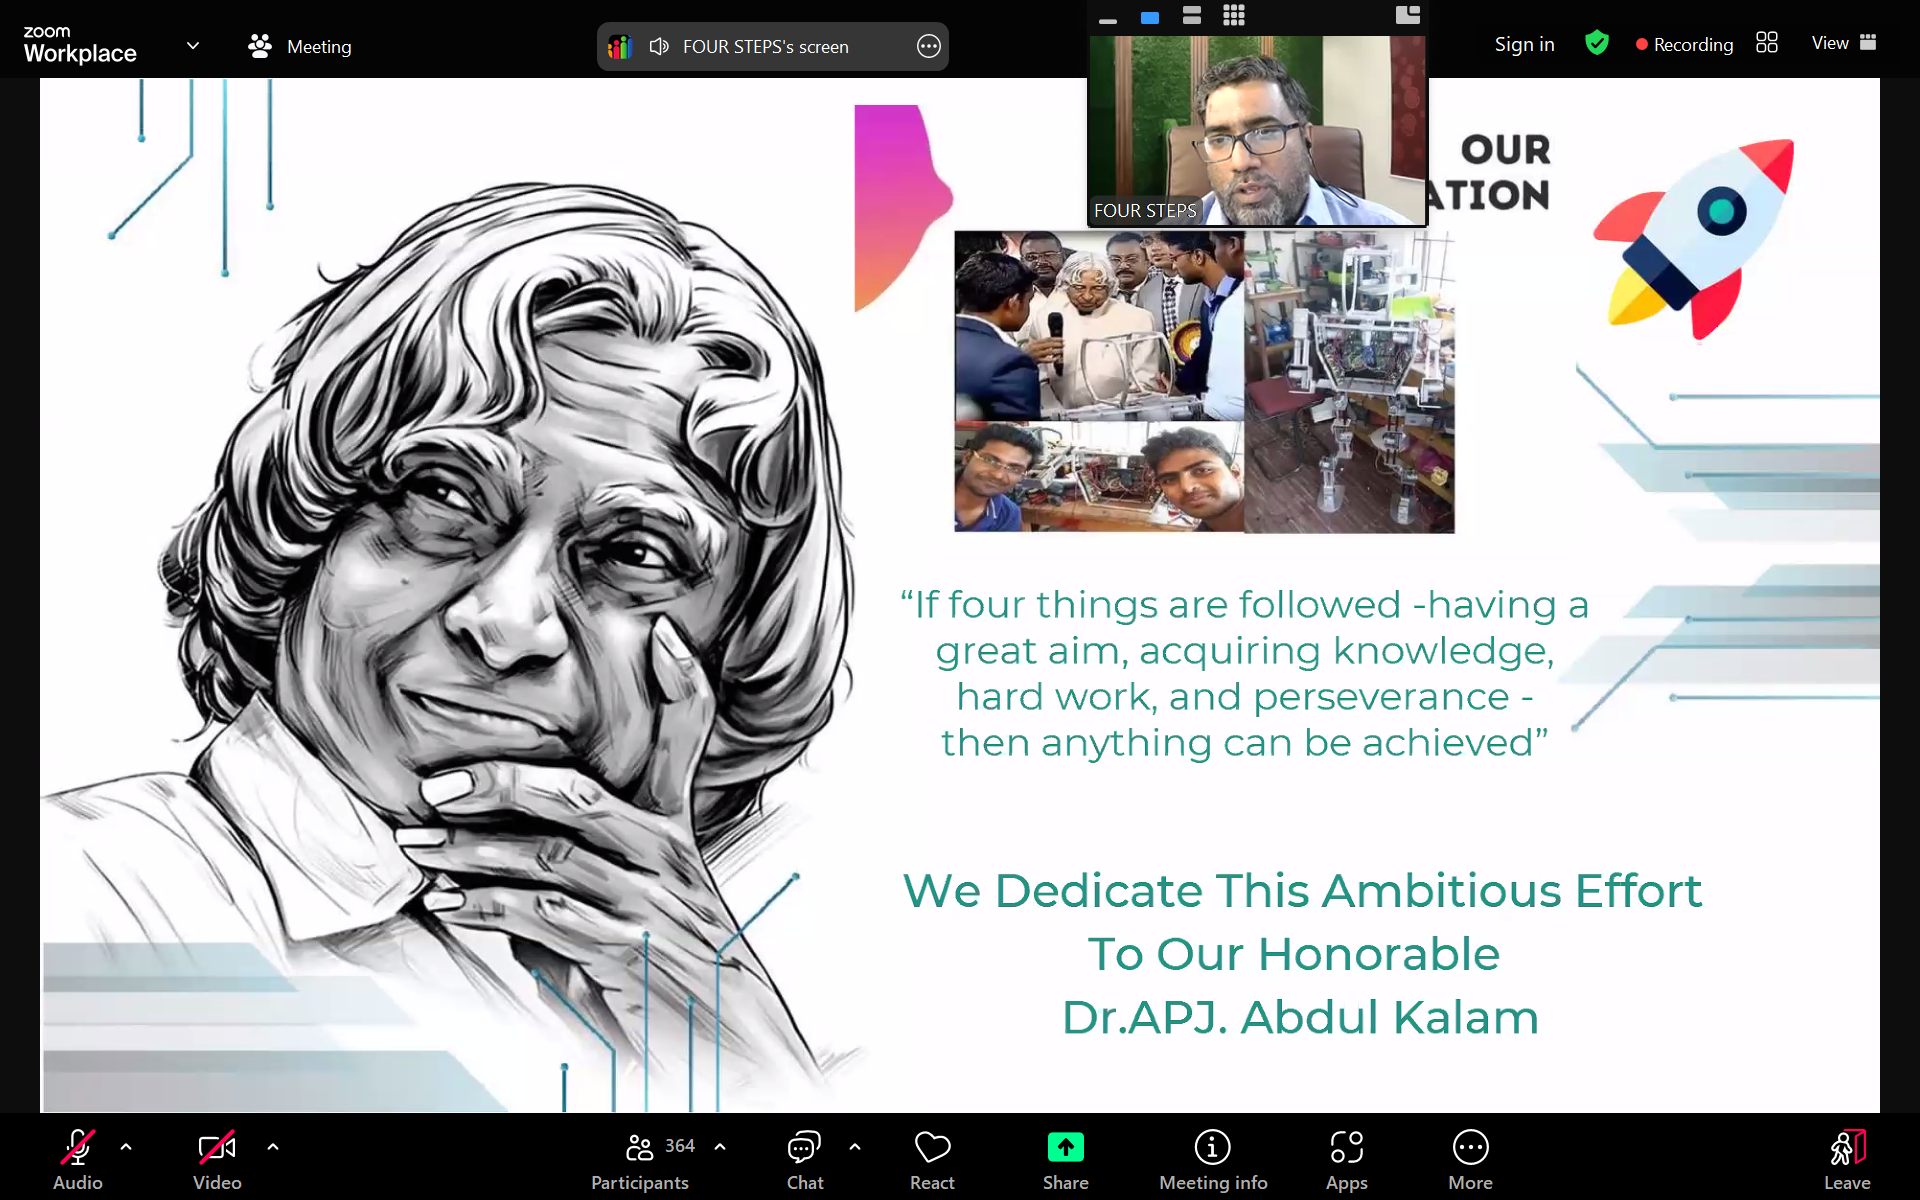 zoom
Workplace
Meeting
FOUR STEPS's screen
Sign in
Recording
View
FOUR STEPS
OUR
ATION
“If four things are followed -having a
great aim, acquiring knowledge,
hard work, and perseverance -
then anything can be achieved”
We Dedicate This Ambitious Effort
To Our Honorable
Dr.APJ. Abdul Kalam
Audio
Video
364
Participants
Chat
React
Share
Meeting info
Apps
More
Leave